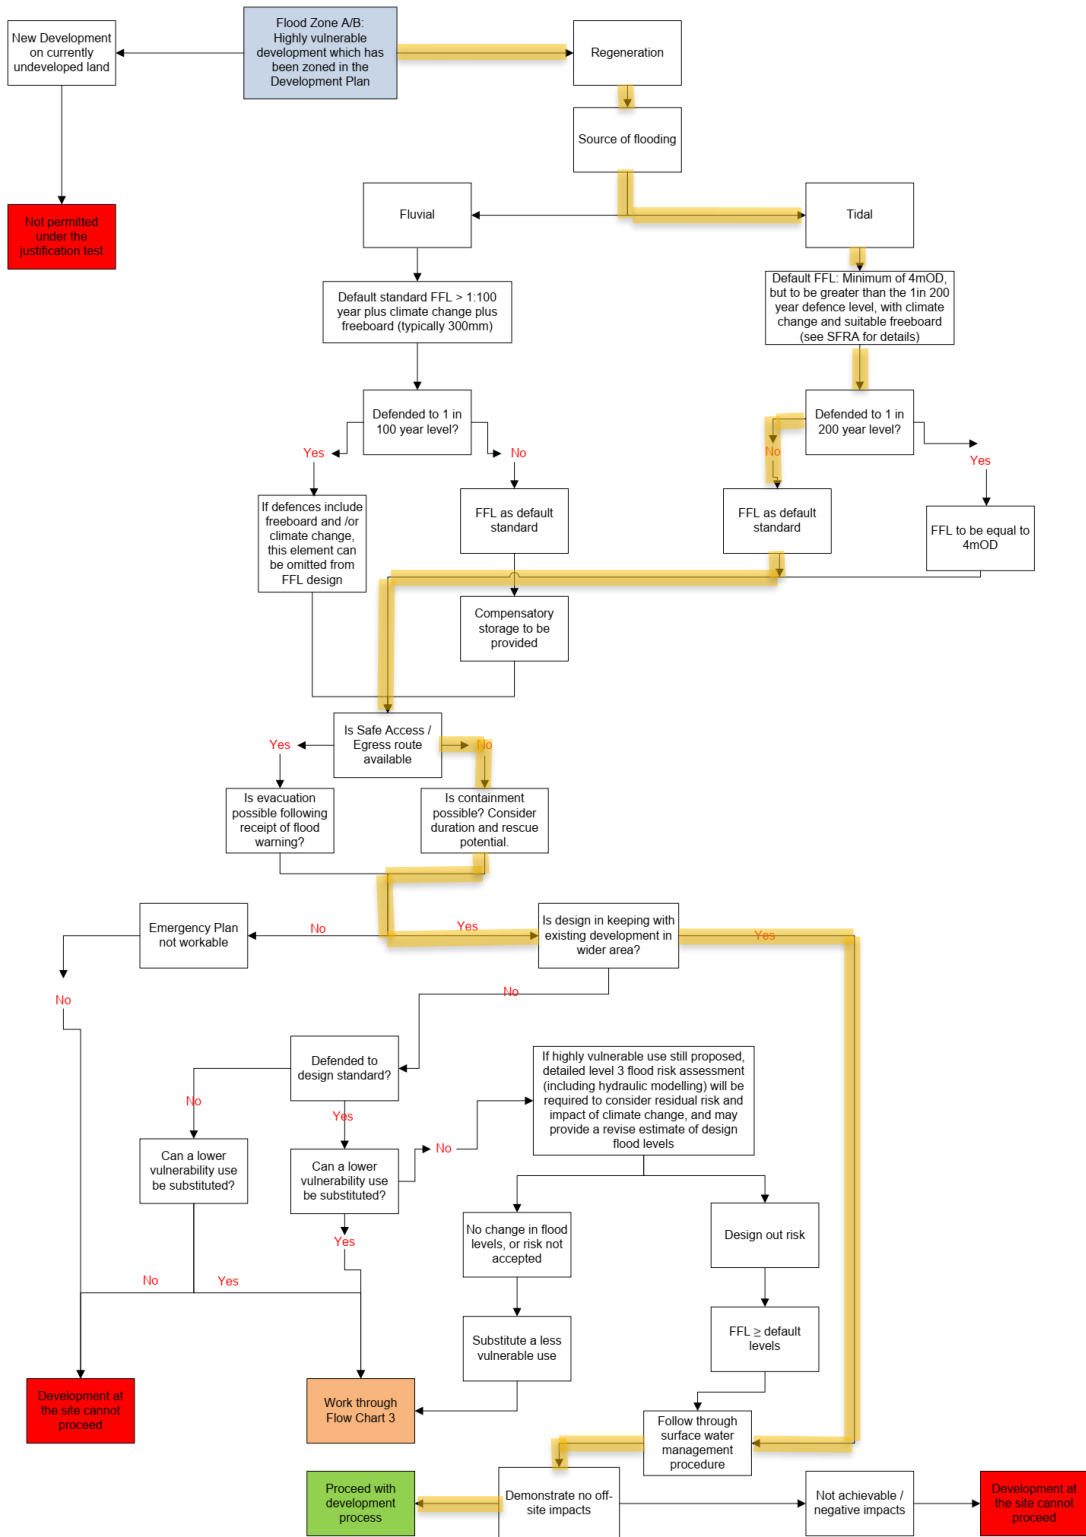 New Development
on currently
undeveloped land
Flood Zone A/B:
Highly vulnerable
development which has
been zoned in the
Development Plan
Regeneration
Source of flooding
Not permitted
under the
justification test
Fluvial
Tidal
Default standard FFL > 1:100
year plus climate change plus
freeboard (typically 300mm)
Default FFL: Minimum of 4mOD,
but to be greater than the 1in 200
year defence level, with climate
change and suitable freeboard
(see SFRA for details)
Defended to 1 in
100 year level?
Defended to 1 in
200 year level?
Yes
No
No
Yes
If defences include
freeboard and /or
climate change,
this element can
be omitted from
FFL design
FFL as default
standard
FFL as default
standard
FFL to be equal to
4mOD
Compensatory
storage to be
provided
Is Safe Access /
Egress route
available
Yes
No
Is evacuation
possible following
receipt of flood
warning?
Is containment
possible? Consider
duration and rescue
potential.
Emergency Plan
not workable
No
Yes
Is design in keeping with
existing development in
wider area?
Yes
No
No
Defended to
design standard?
If highly vulnerable use still proposed,
detailed level 3 flood risk assessment
(including hydraulic modelling) will be
required to consider residual risk and
impact of climate change, and may
provide a revise estimate of design
flood levels
No
Yes
No
Can a lower
vulnerability use
be substituted?
Can a lower
vulnerability use
be substituted?
No change in flood
levels, or risk not
accepted
Design out risk
Yes
No
Yes
Substitute a less
vulnerable use
FFL ≥ default
levels
Development at
the site cannot
proceed
Work through
Flow Chart 3
Follow through
surface water
management
procedure
Proceed with
development
process
Demonstrate no off-
site impacts
Not achievable /
negative impacts
Development at
the site cannot
proceed